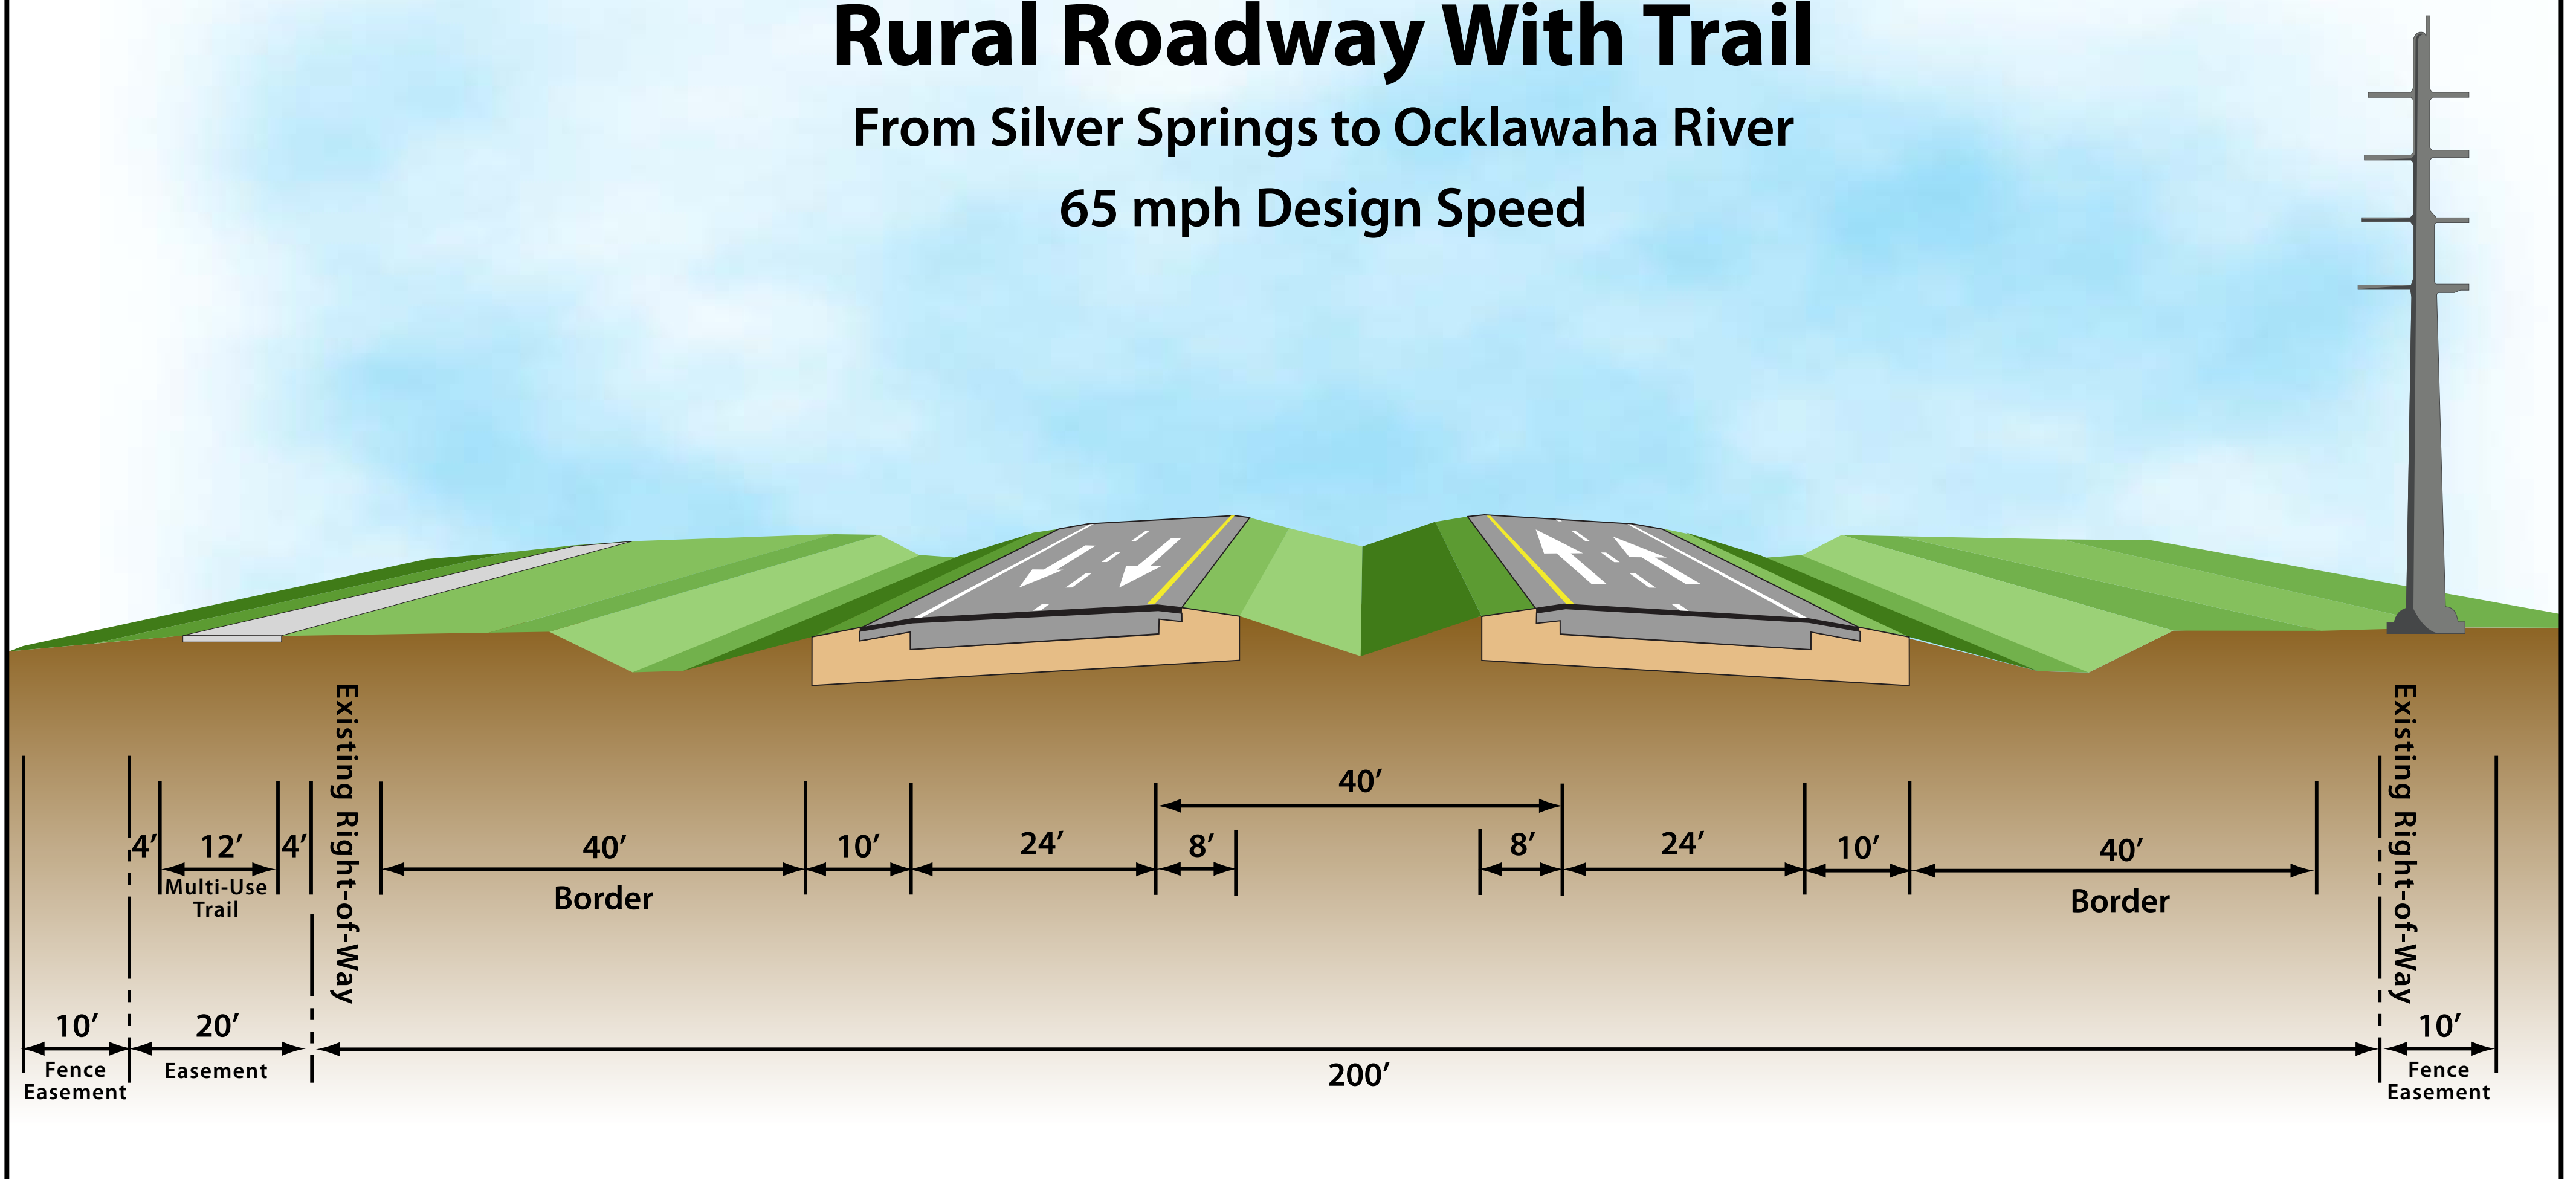 Rural Roadway With Trail
From Silver Springs to Ocklawaha River
65 mph Design Speed
Existing Right-of-Way
Existing Right-of-Way
40’
4’ 12’ 4’ 40’ 10’ 24’ 8’ 8’ 24’ 10’ 40’
Multi-Use
Trail
Border
Border
10’ 20’ 10’
Fence
Easement
Easement
200’
Fence
Easement